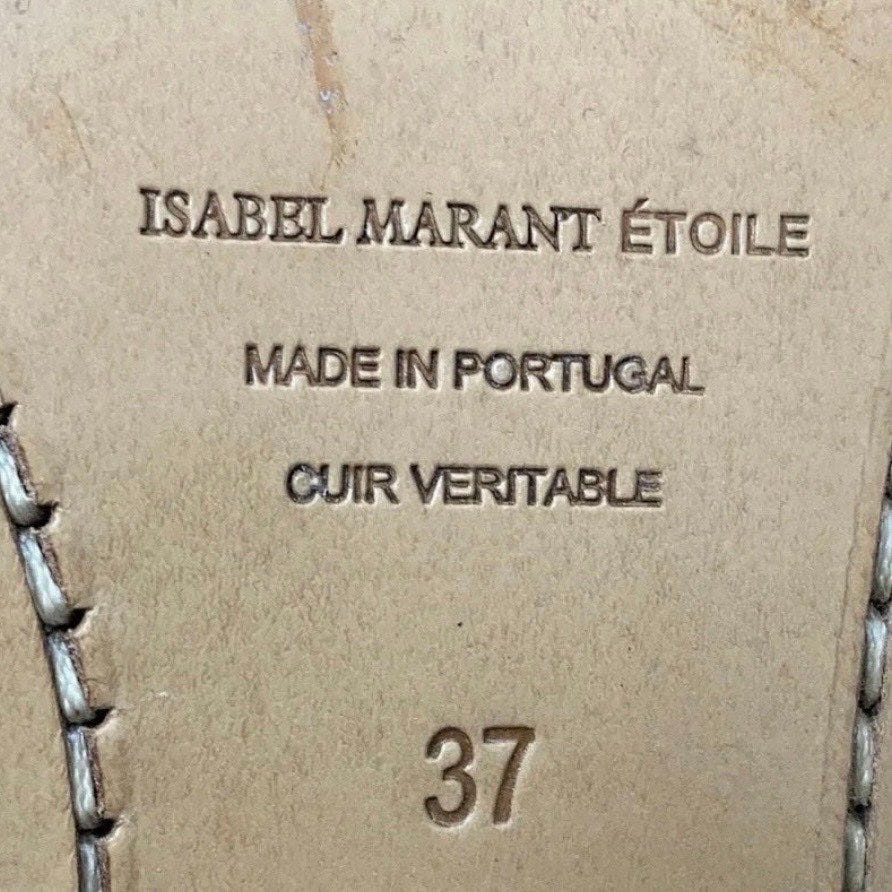 ISABEL MARANT ÉTOILE
MADE IN PORTUGAL
CUIR VERITABLE
37